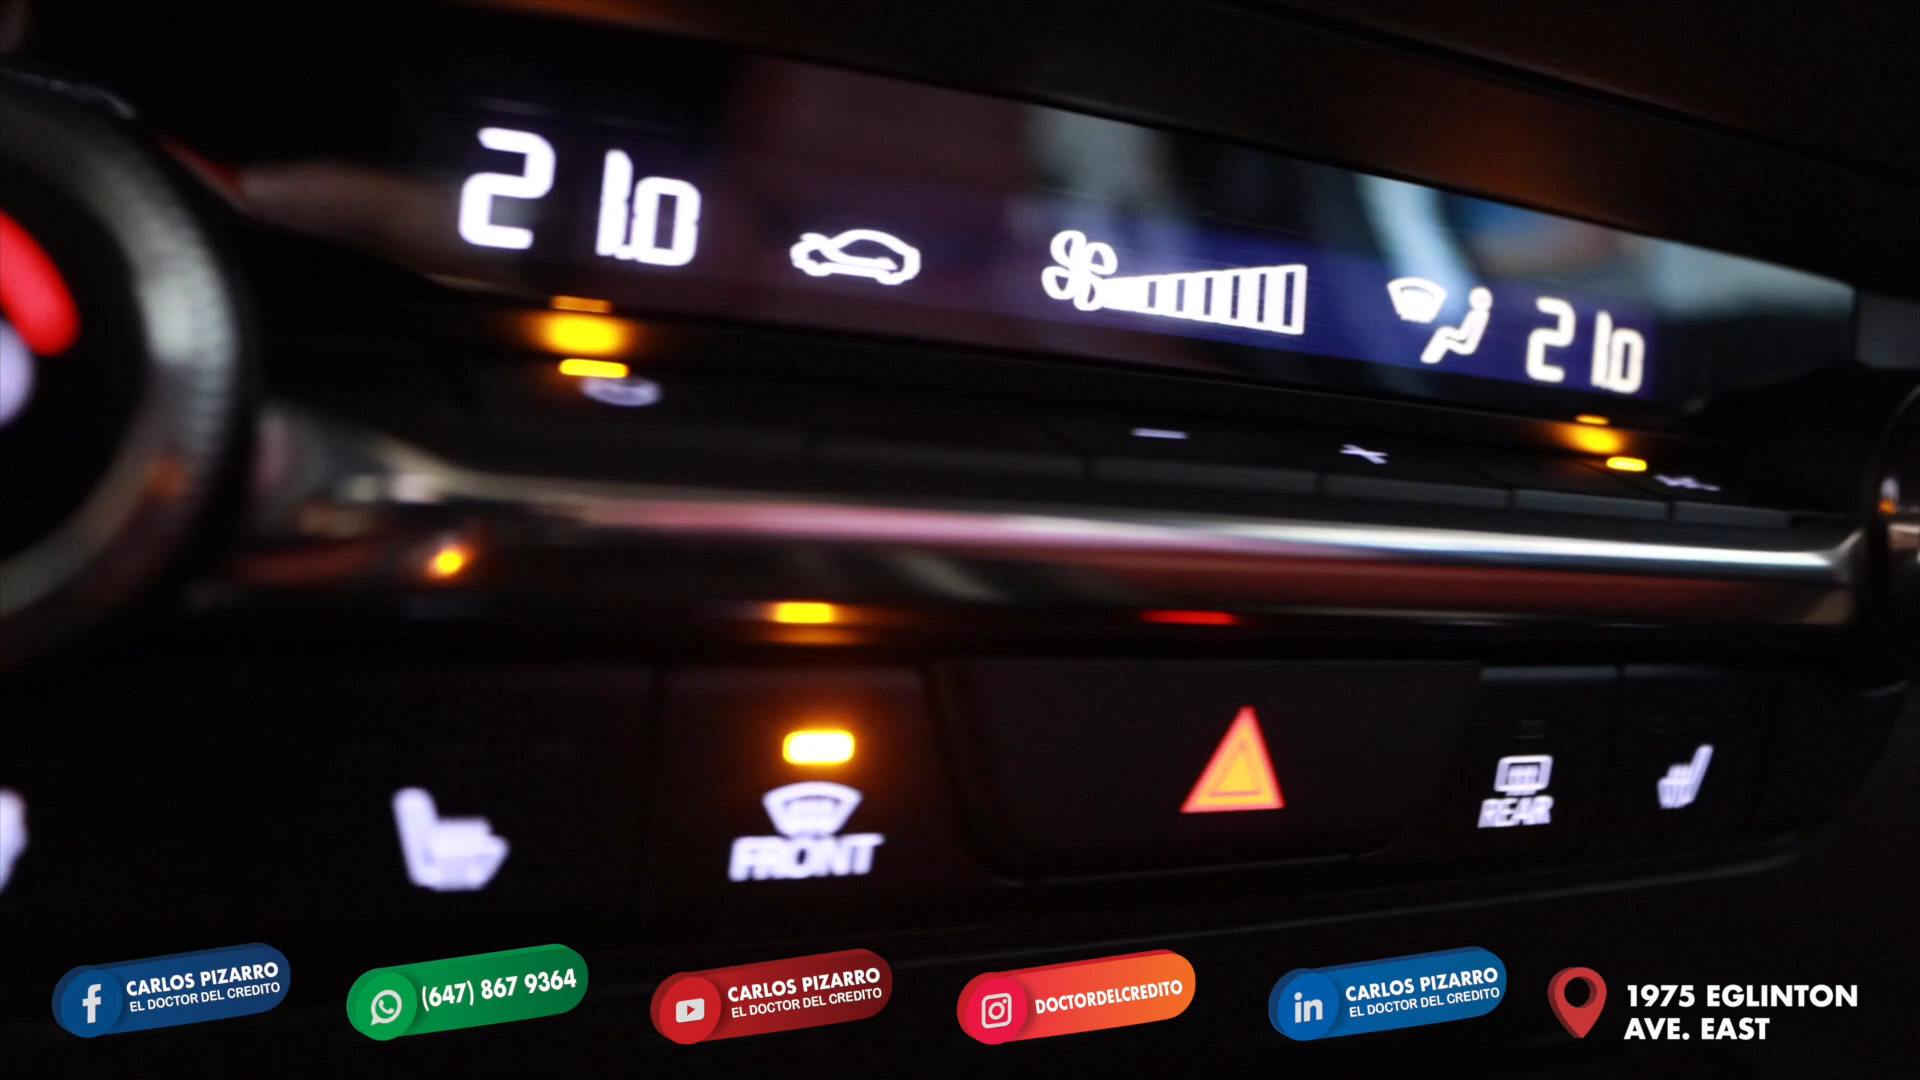 21.0
21.0
FRONT
REAR
CARLOS PIZARRO
EL DOCTOR DEL CREDITO
(647) 867 9364
CARLOS PIZARRO
EL DOCTOR DEL CREDITO
DOCTORDELCREDITO
CARLOS PIZARRO
EL DOCTOR DEL CREDITO
1975 EGLINTON
AVE. EAST